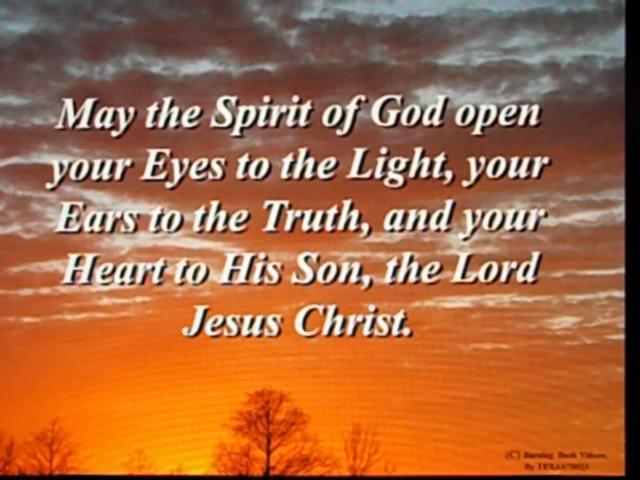 May the Spirit of God open
your Eyes to the Light, your
Ears to the Truth, and your
Heart to His Son, the Lord
Jesus Christ.
(C) Burning Bush Videos.
By